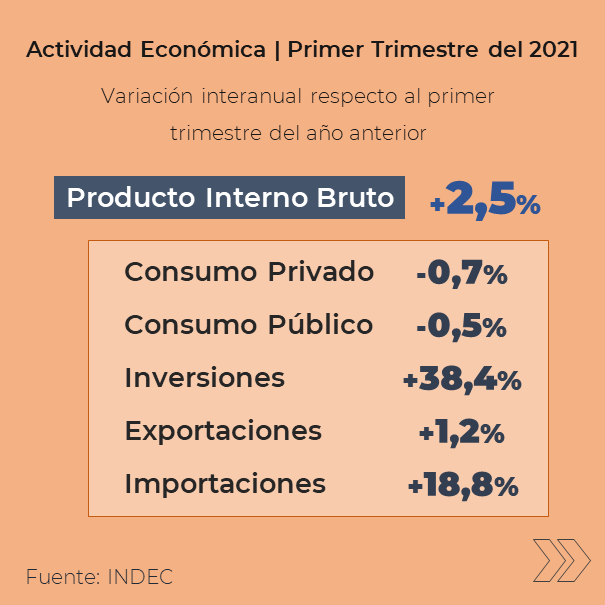 Actividad Económica | Primer Trimestre del 2021
Variación interanual respecto al primer
trimestre del año anterior
Producto Interno Bruto +2,5%
Consumo Privado -0,7%
Consumo Público -0,5%
Inversiones +38,4%
Exportaciones +1,2%
Importaciones +18,8%
Fuente: INDEC